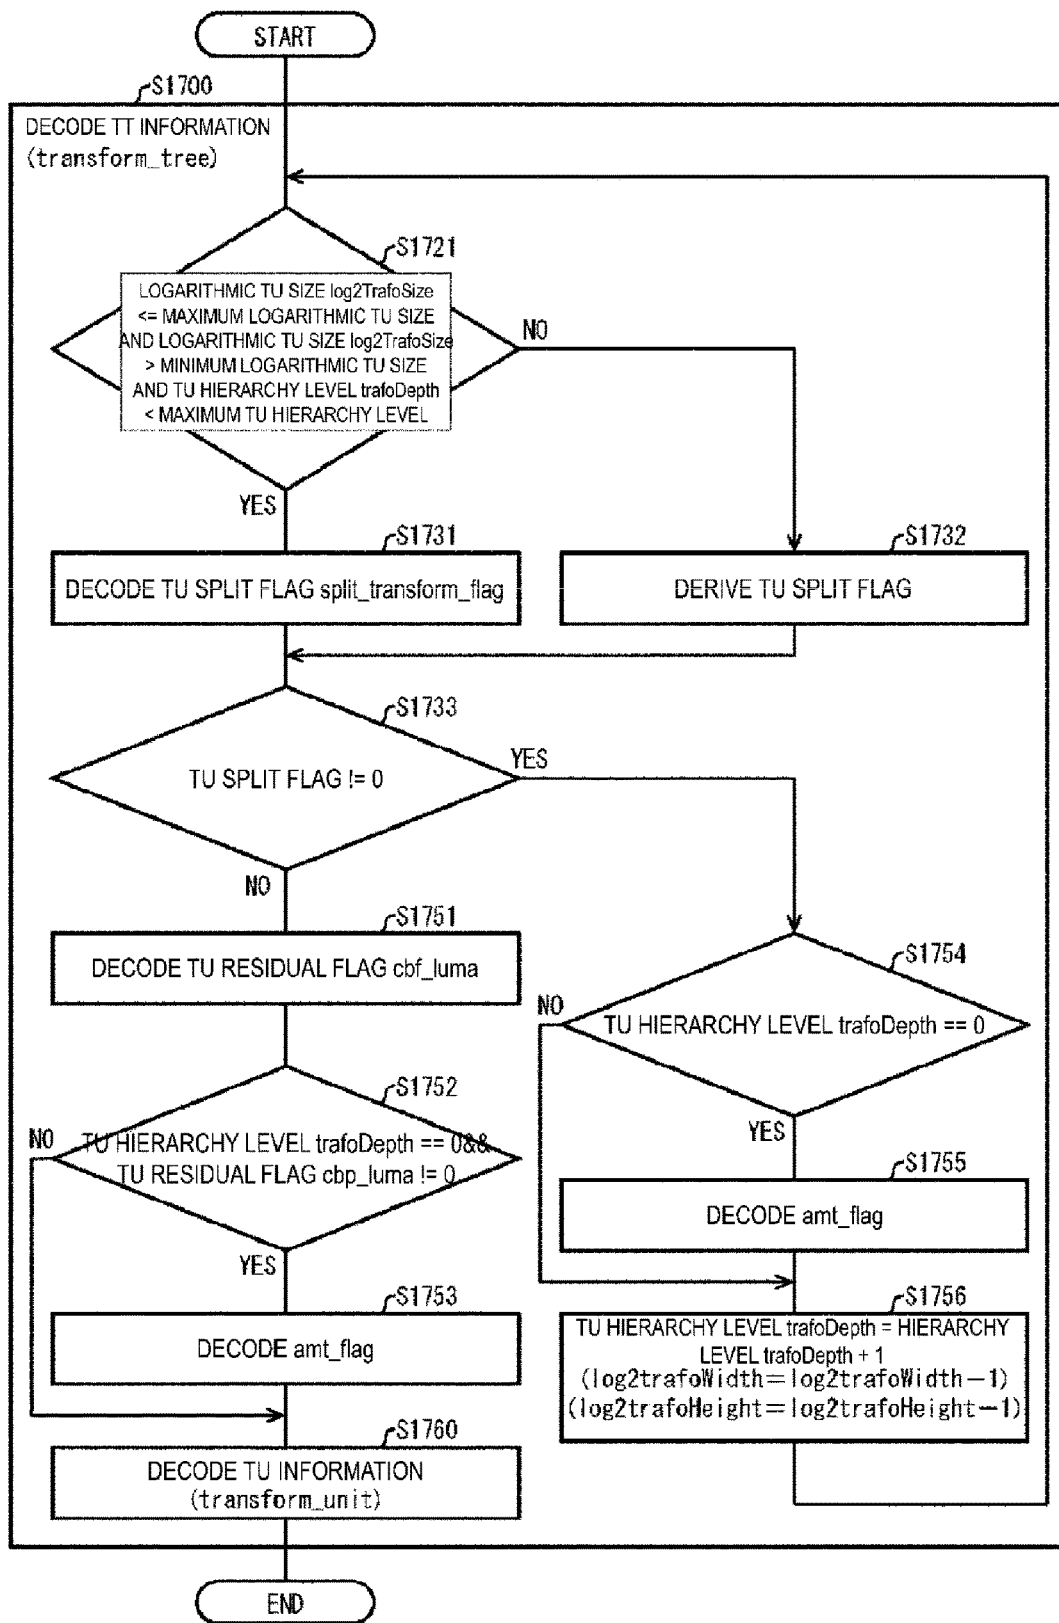 START
S1700
DECODE TT INFORMATION
(transform_tree)
S1721
LOGARITHMIC TU SIZE log2TrafoSize
<= MAXIMUM LOGARITHMIC TU SIZE
AND LOGARITHMIC TU SIZE log2TrafoSize
> MINIMUM LOGARITHMIC TU SIZE
AND TU HIERARCHY LEVEL trafoDepth
< MAXIMUM TU HIERARCHY LEVEL
NO
YES
S1731
DECODE TU SPLIT FLAG split_transform_flag
S1732
DERIVE TU SPLIT FLAG
S1733
TU SPLIT FLAG != 0
YES
NO
S1751
DECODE TU RESIDUAL FLAG cbf_luma
S1754
TU HIERARCHY LEVEL trafoDepth == 0
NO
YES
S1752
TU HIERARCHY LEVEL trafoDepth == 0&&
TU RESIDUAL FLAG cbp_luma != 0
NO
YES
S1755
DECODE amt_flag
S1753
DECODE amt_flag
S1756
TU HIERARCHY LEVEL trafoDepth = HIERARCHY
LEVEL trafoDepth + 1
(log2trafoWidth=log2trafoWidth-1)
(log2trafoHeight=log2trafoHeight-1)
S1760
DECODE TU INFORMATION
(transform_unit)
END